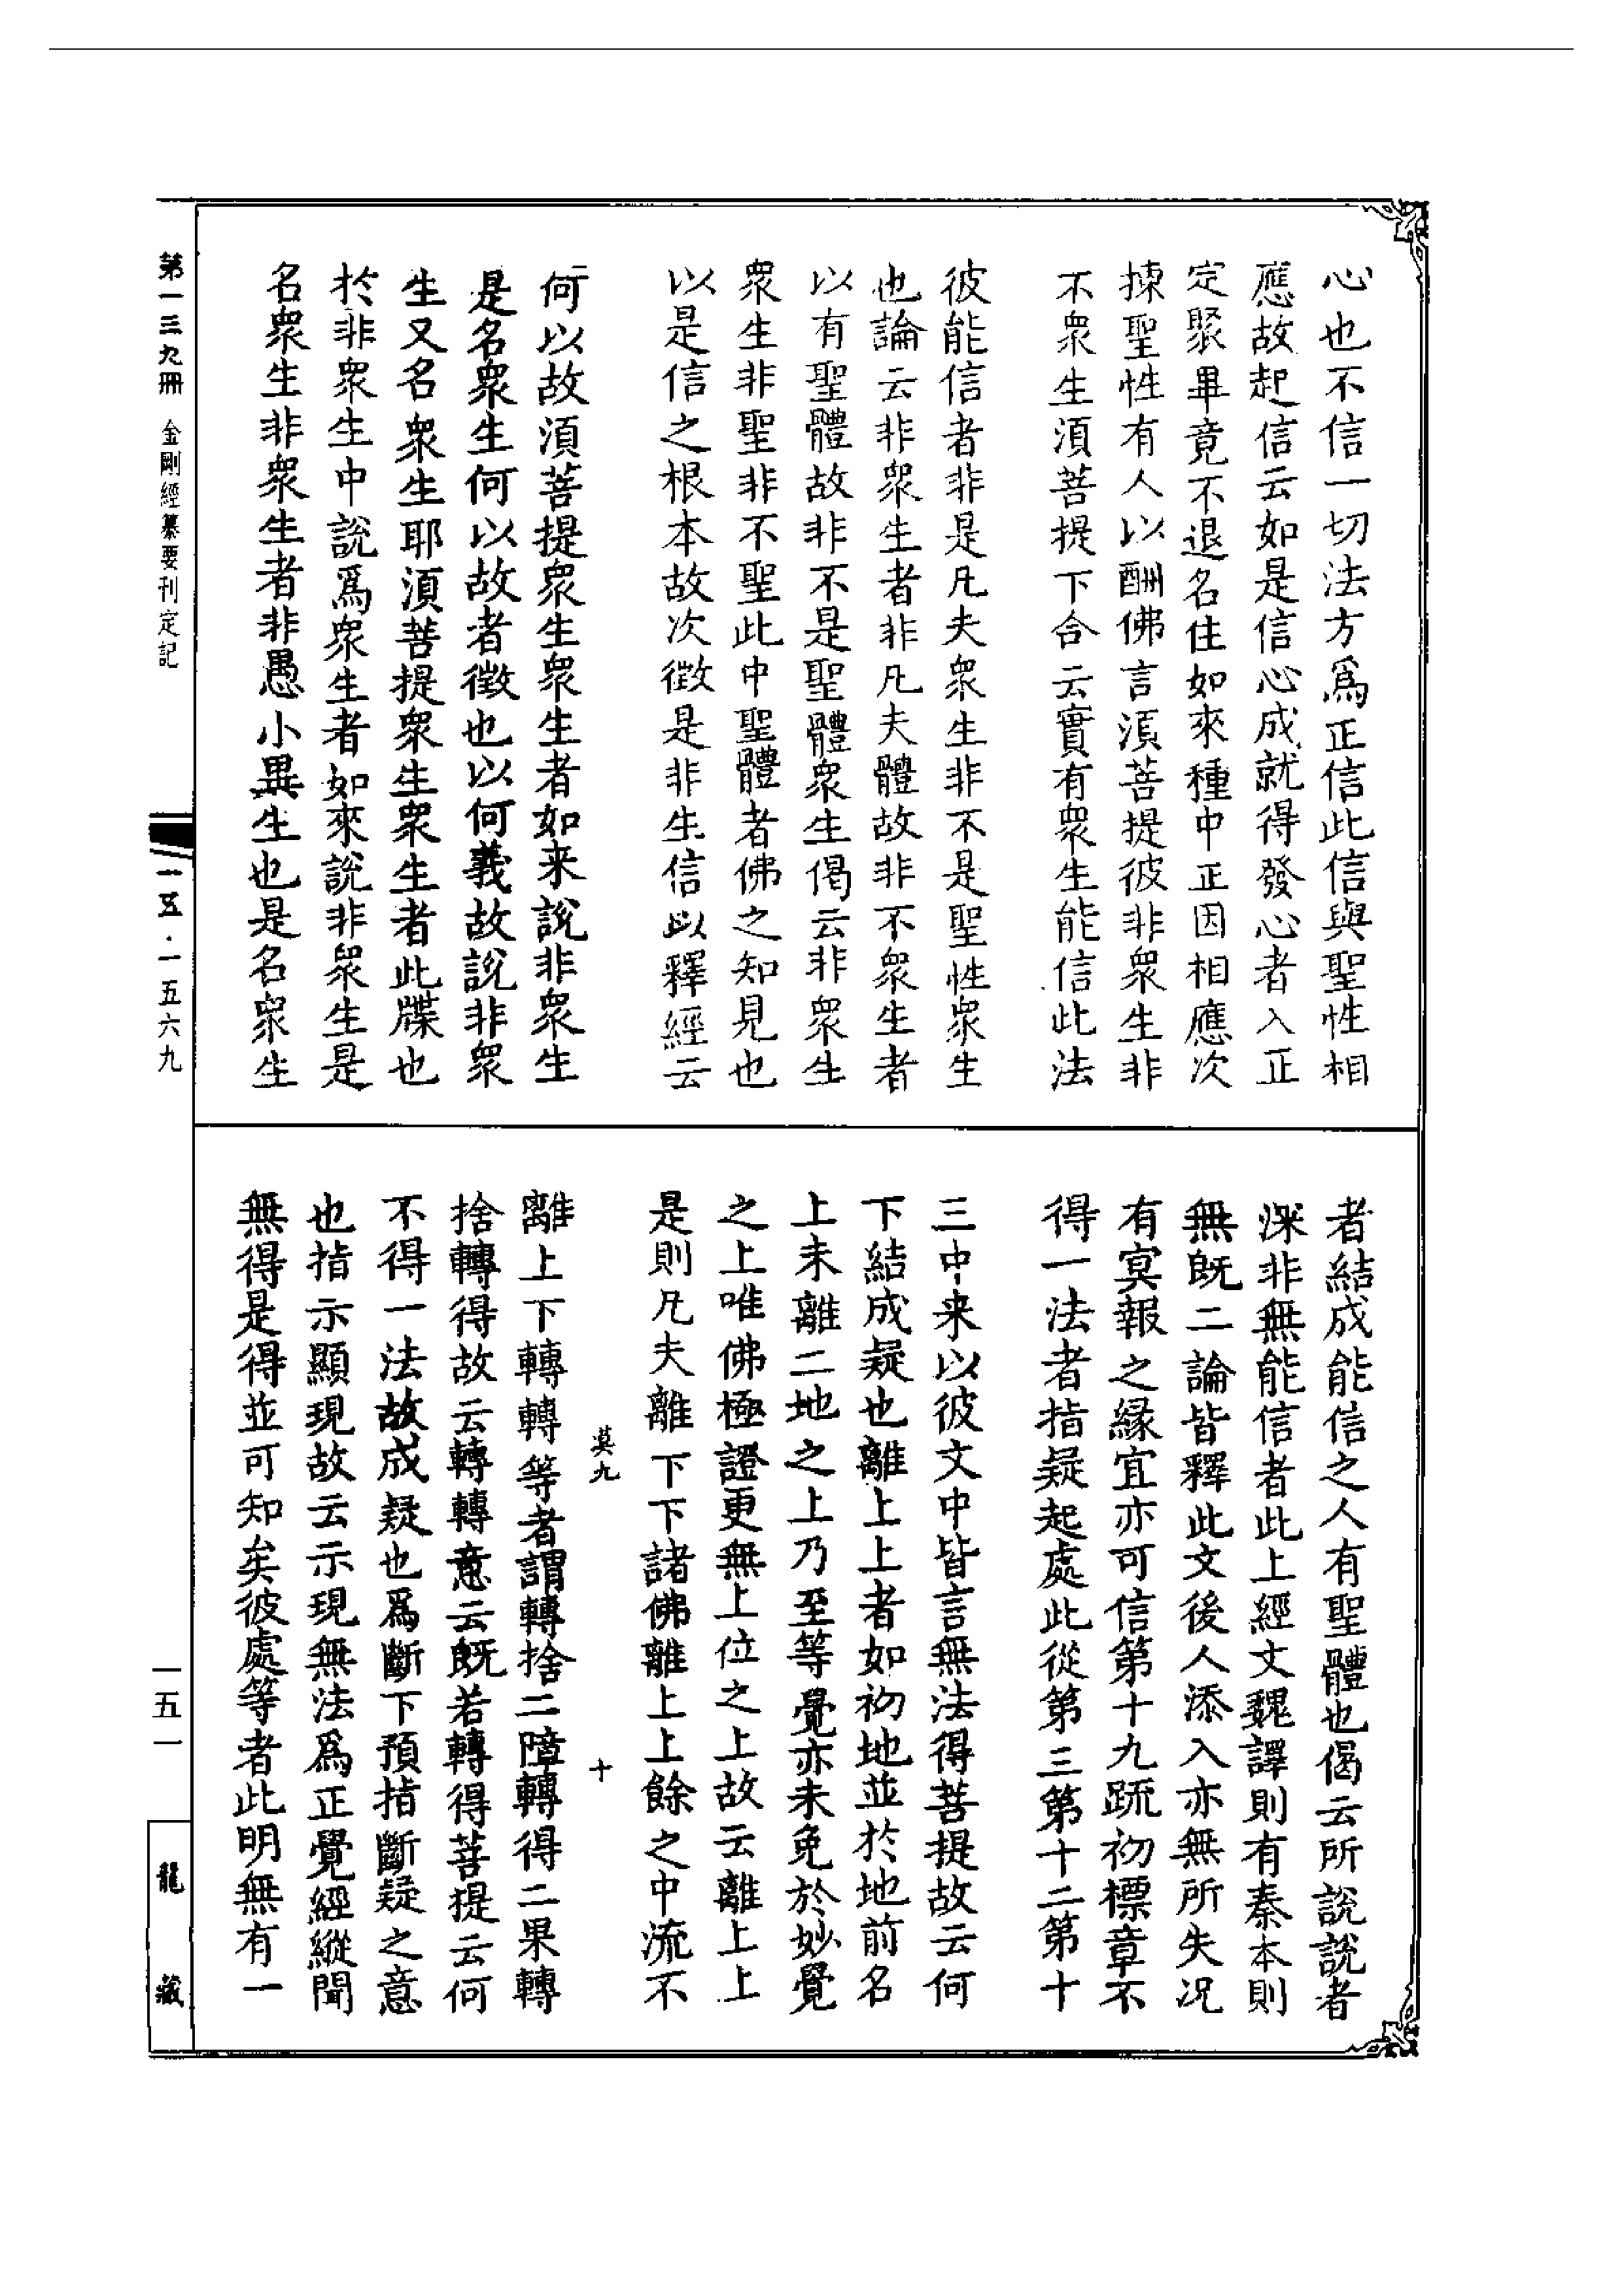 心也不信一切法方爲正信此信與聖性相
應故起信云如是信心成就得發心者入正
定聚畢竟不退名住如來種中正因相應次
揀聖性有人以酬佛言須菩提彼非衆生非
不衆生須菩提下合云實有衆生能信此法
彼能信者非是凡夫衆生非不是聖性衆生
也論云非衆生者非凡夫體故非不衆生者
以有聖體故非不是聖體衆生偈云非衆生
衆生非聖非不聖此中聖體者佛之知見也
以是信之根本故次徵是非生信以釋經云
何以故須菩提衆生衆生者如来說非衆生
是名衆生何以故者徵也以何義故說非衆
生又名衆生耶須菩提衆生衆生者此牒也
於非衆生中說爲衆生者如來說非衆生是
名衆生非衆生者非愚小異生也是名衆生
者結成能信之人有聖體也偈云所說說者
深非無能信者此上經文魏譯則有秦本則
無既二論皆釋此文後人添入亦無所失况
有冥報之縁宜亦可信第十九䟽初標章不
得一法者指疑起處此從第三第十二第十
三中来以彼文中皆言無法得菩提故云何
下結成疑也離上上者如初地並於地前名
上未離二地之上乃至等覺亦未免於妙覺
之上唯佛極證更無上位之上故云離上上
是則凡夫離下下諸佛離上上餘之中流不
莫九　十
離上下轉轉等者謂轉捨二障轉得二果轉
捨轉得故云轉轉意云既若轉得菩提云何
不得一法故成疑也爲斷下預指斷疑之意
也指示顯現故云示現無法爲正覺經縱聞
無得是得並可知矣彼處等者此明無有一
第一三九冊　金剛經纂要刊定記
一五·一五六九
一五一
龍藏